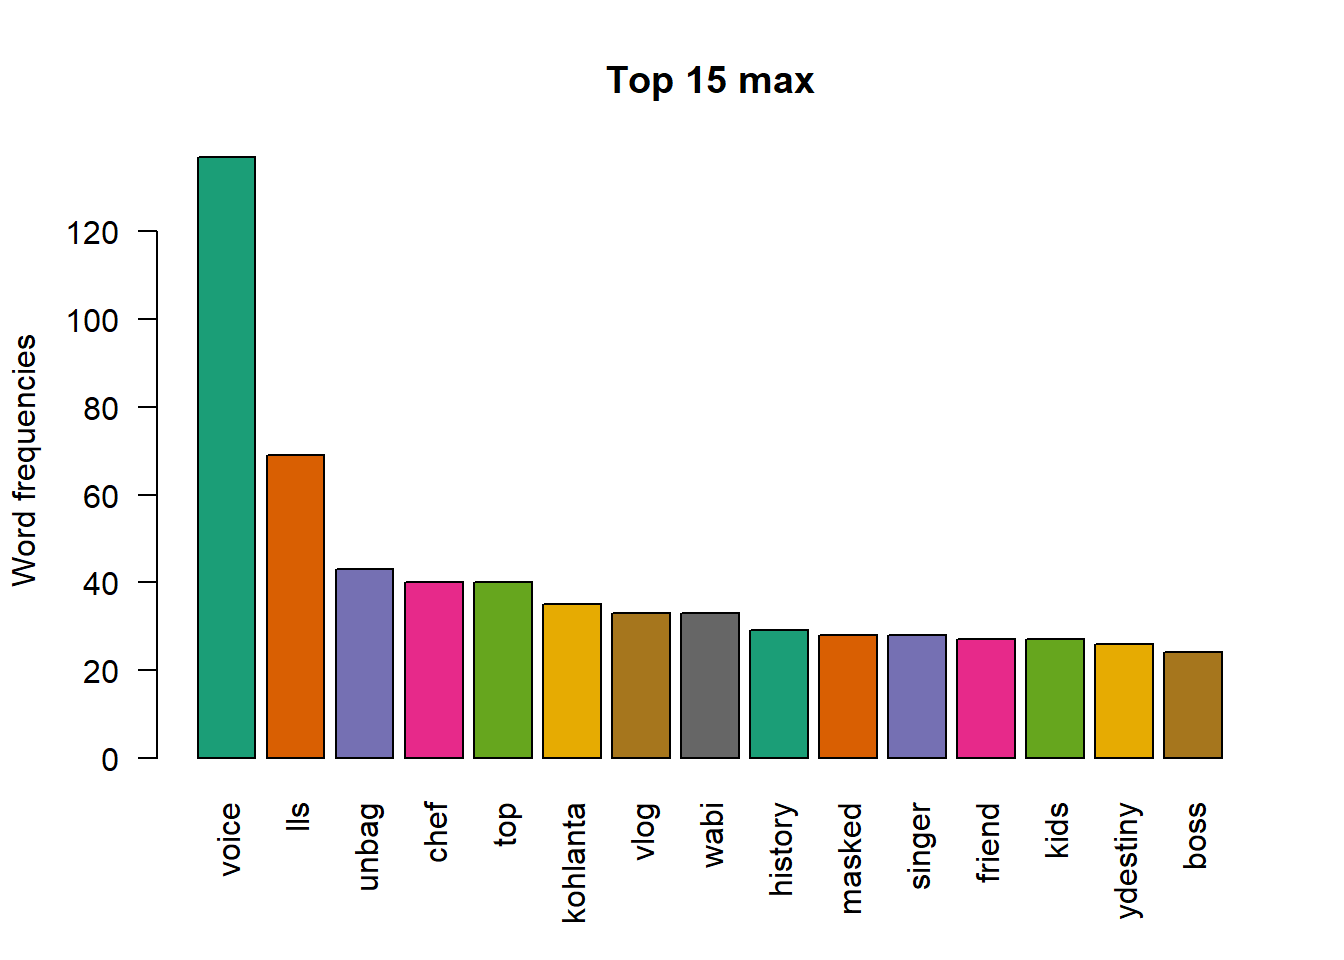 Top 15 max
Word frequencies
120
100
80
60
40
20
0
voice
lls
unbag
chef
top
kohlanta
vlog
wabi
history
masked
singer
friend
kids
ydestiny
boss